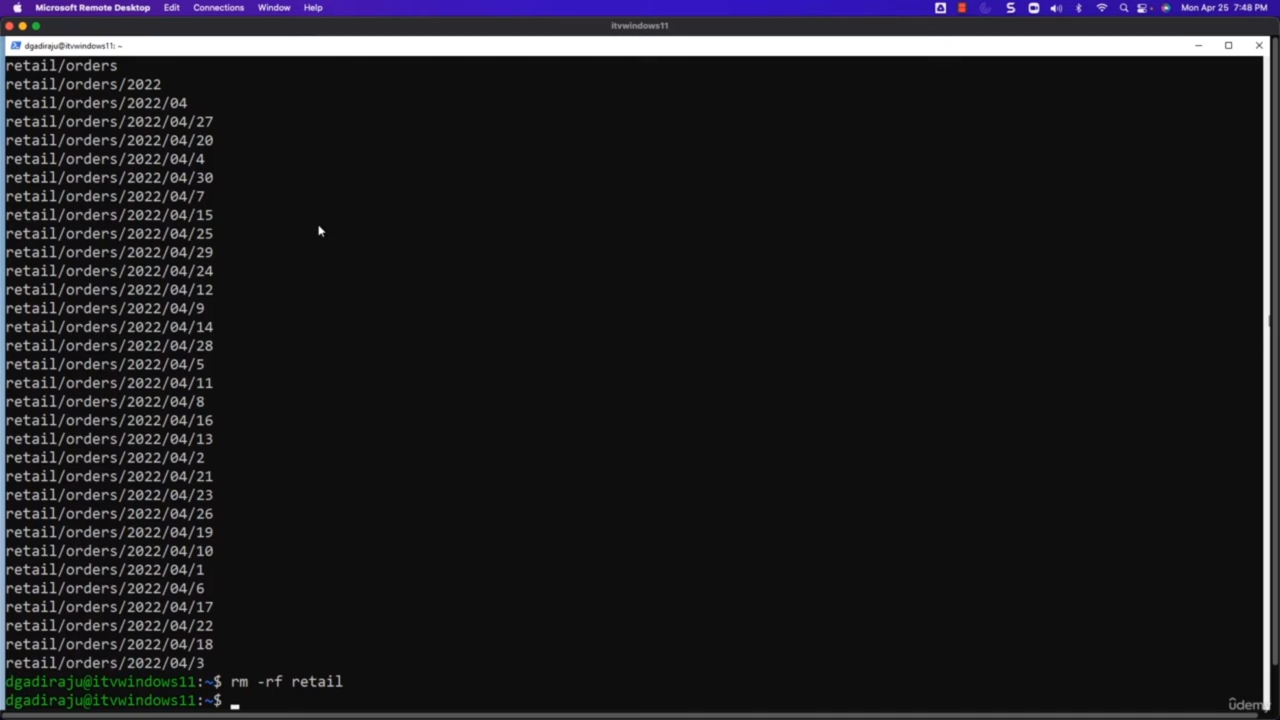 Microsoft Remote Desktop Edit Connections Window Help Mon Apr 25 7:48 PM
itvwindows11
dgadiraju@itvwindows11: ~
retail/orders
retail/orders/2022
retail/orders/2022/04
retail/orders/2022/04/27
retail/orders/2022/04/20
retail/orders/2022/04/4
retail/orders/2022/04/30
retail/orders/2022/04/7
retail/orders/2022/04/15
retail/orders/2022/04/25
retail/orders/2022/04/29
retail/orders/2022/04/24
retail/orders/2022/04/12
retail/orders/2022/04/9
retail/orders/2022/04/14
retail/orders/2022/04/28
retail/orders/2022/04/5
retail/orders/2022/04/11
retail/orders/2022/04/8
retail/orders/2022/04/16
retail/orders/2022/04/13
retail/orders/2022/04/2
retail/orders/2022/04/21
retail/orders/2022/04/23
retail/orders/2022/04/26
retail/orders/2022/04/19
retail/orders/2022/04/10
retail/orders/2022/04/1
retail/orders/2022/04/6
retail/orders/2022/04/17
retail/orders/2022/04/22
retail/orders/2022/04/18
retail/orders/2022/04/3
dgadiraju@itvwindows11:~$ rm -rf retail
dgadiraju@itvwindows11:~$
ûdemy